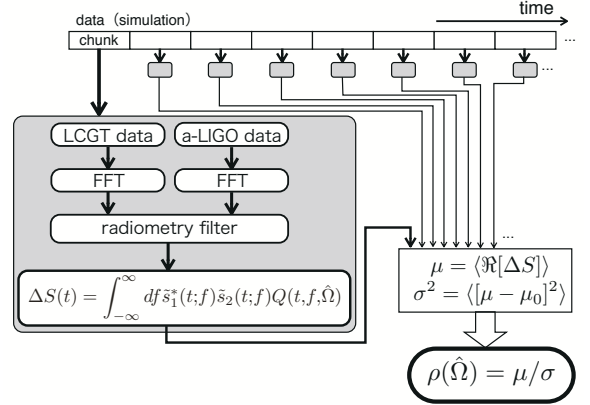 time
data (simulation)
chunk
...
...
LCGT data
a-LIGO data
FFT
FFT
radiometry filter
ΔS(t) = ∫_{-∞}^{∞} df s̃₁*(t;f) s̃₂(t;f) Q(t,f,Ω̂)
...
μ = ⟨ℜ[ΔS]⟩
σ² = ⟨[μ − μ₀]²⟩
ρ(Ω̂) = μ/σ